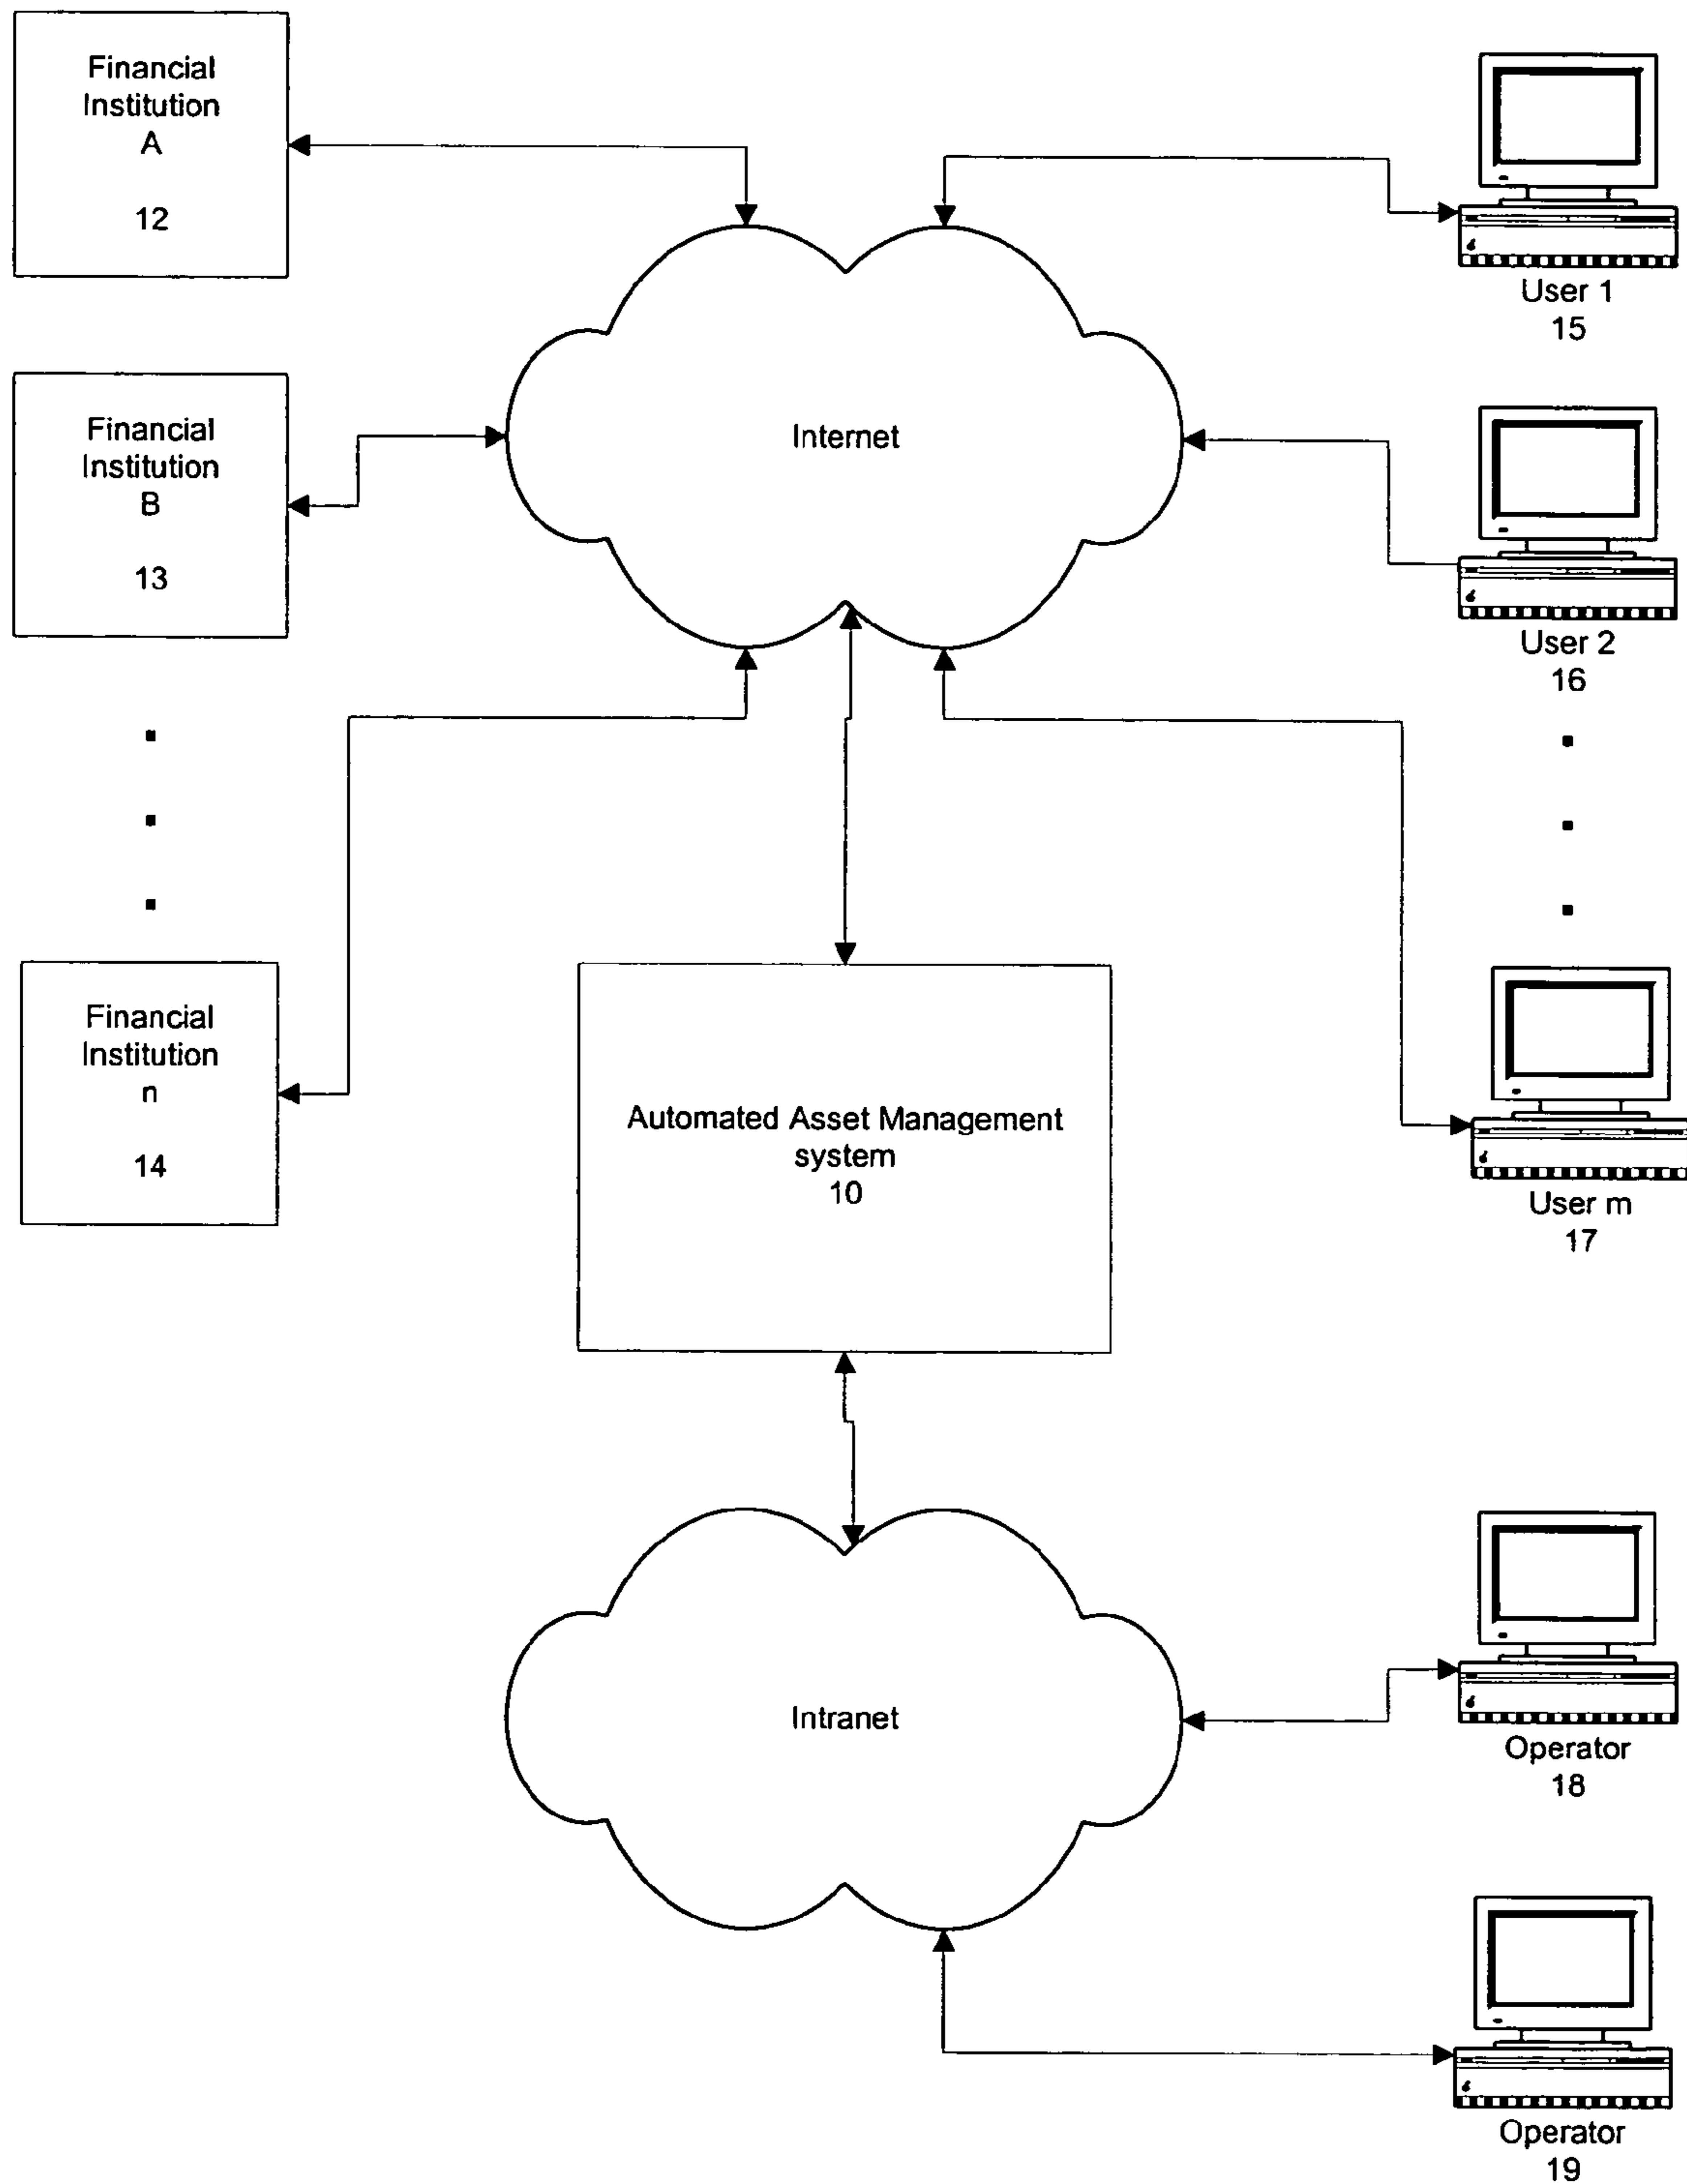 Financial
Institution
A
12
User 1
15
Financial
Institution
B
13
Internet
User 2
16
Financial
Institution
n
14
Automated Asset Management
system
10
User m
17
Intranet
Operator
18
Operator
19